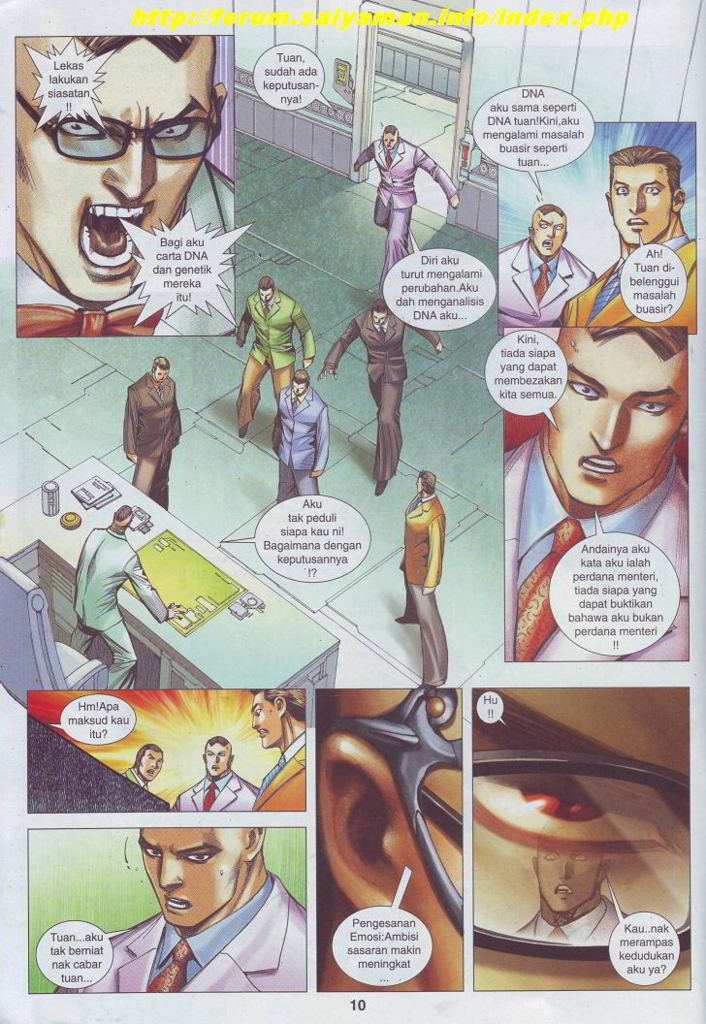 http://forum.saiyaman.info/index.php
Lekas
lakukan
siasatan
!!
Bagi aku
carta DNA
dan genetik
mereka
itu!
Tuan,
sudah ada
keputusan-
nya!
Diri aku
turut mengalami
perubahan.Aku
dah menganalisis
DNA aku...
DNA
aku sama seperti
DNA tuan!Kini,aku
mengalami masalah
buasir seperti
tuan...
Ah!
Tuan di-
belenggui
masalah
buasir?
Kini,
tiada siapa
yang dapat
membezakan
kita semua.
Andainya aku
kata aku ialah
perdana menteri,
tiada siapa yang
dapat buktikan
bahawa aku bukan
perdana menteri
!!
Aku
tak peduli
siapa kau ni!
Bagaimana dengan
keputusannya
!?
Hm!Apa
maksud kau
itu?
Tuan...aku
tak berniat
nak cabar
tuan...
Pengesanan
Emosi:Ambisi
sasaran makin
meningkat
...
Hu
!!
Kau..nak
merampas
kedudukan
aku ya?
10